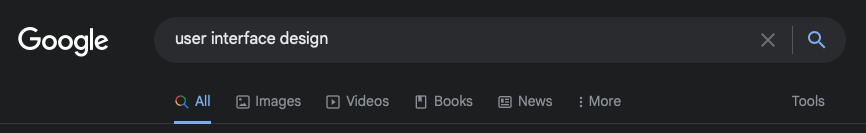 Google
user interface design
All Images Videos Books News More Tools